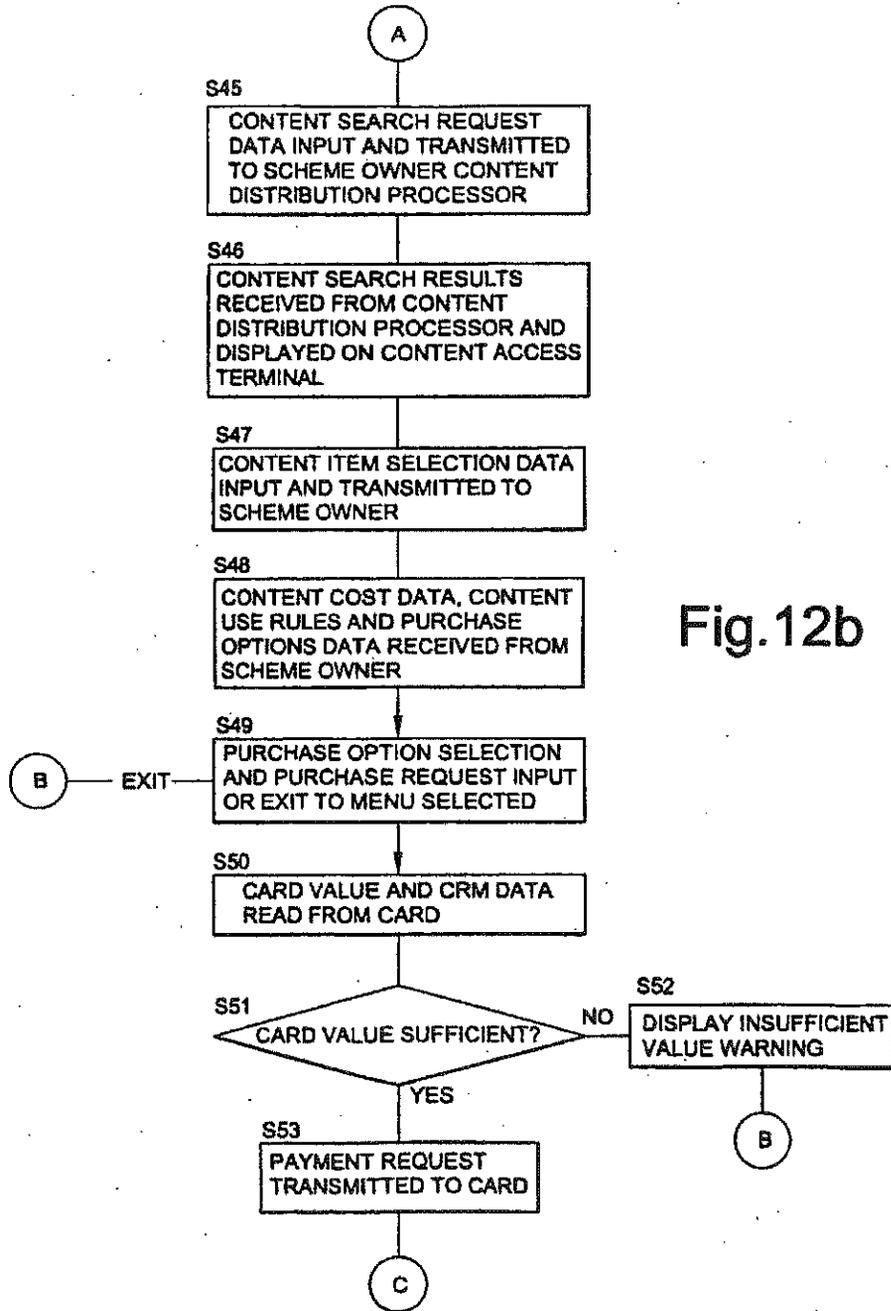 A
S45
CONTENT SEARCH REQUEST
DATA INPUT AND TRANSMITTED
TO SCHEME OWNER CONTENT
DISTRIBUTION PROCESSOR
S46
CONTENT SEARCH RESULTS
RECEIVED FROM CONTENT
DISTRIBUTION PROCESSOR AND
DISPLAYED ON CONTENT ACCESS
TERMINAL
S47
CONTENT ITEM SELECTION DATA
INPUT AND TRANSMITTED TO
SCHEME OWNER
S48
CONTENT COST DATA, CONTENT
USE RULES AND PURCHASE
OPTIONS DATA RECEIVED FROM
SCHEME OWNER
Fig.12b
S49
PURCHASE OPTION SELECTION
AND PURCHASE REQUEST INPUT
OR EXIT TO MENU SELECTED
B
EXIT
S50
CARD VALUE AND CRM DATA
READ FROM CARD
S51
CARD VALUE SUFFICIENT?
NO
S52
DISPLAY INSUFFICIENT
VALUE WARNING
B
YES
S53
PAYMENT REQUEST
TRANSMITTED TO CARD
C